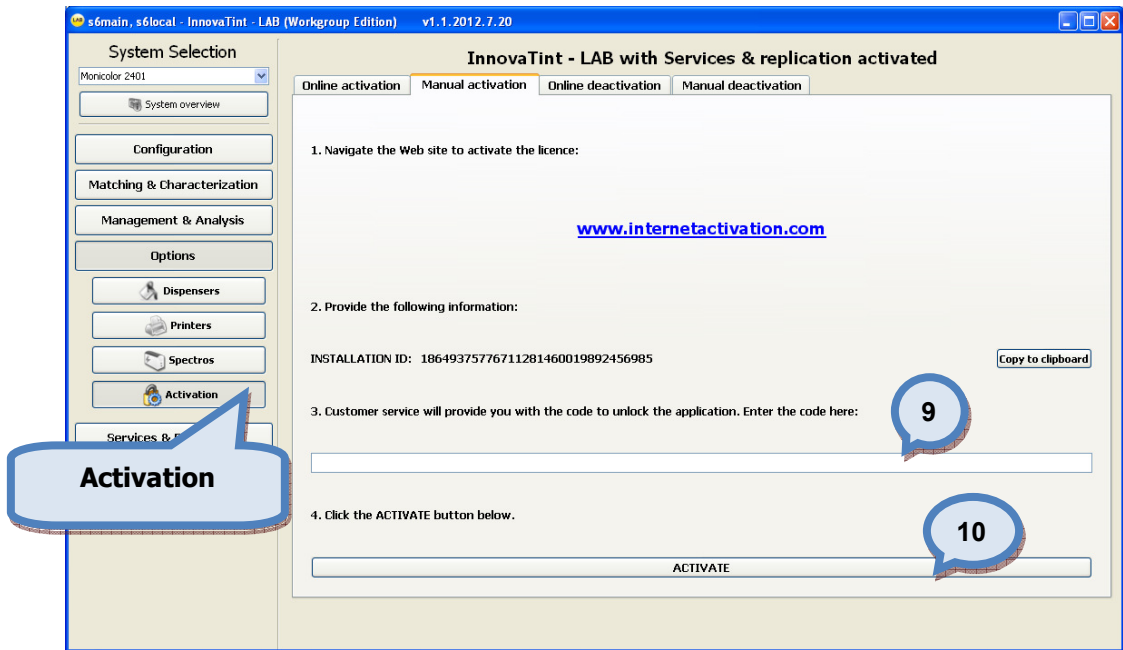 s6main, s6local - InnovaTint - LAB (Workgroup Edition) v1.1.2012.7.20
System Selection
Monicolor 2401
System overview
Configuration
Matching & Characterization
Management & Analysis
Options
Dispensers
Printers
Spectros
Activation
Services &
Activation
InnovaTint - LAB with Services & replication activated
Online activation Manual activation Online deactivation Manual deactivation
1. Navigate the Web site to activate the licence:
www.internetactivation.com
2. Provide the following information:
INSTALLATION ID: 18649375776711281460019892456985 Copy to clipboard
3. Customer service will provide you with the code to unlock the application. Enter the code here:
9
4. Click the ACTIVATE button below.
10
ACTIVATE